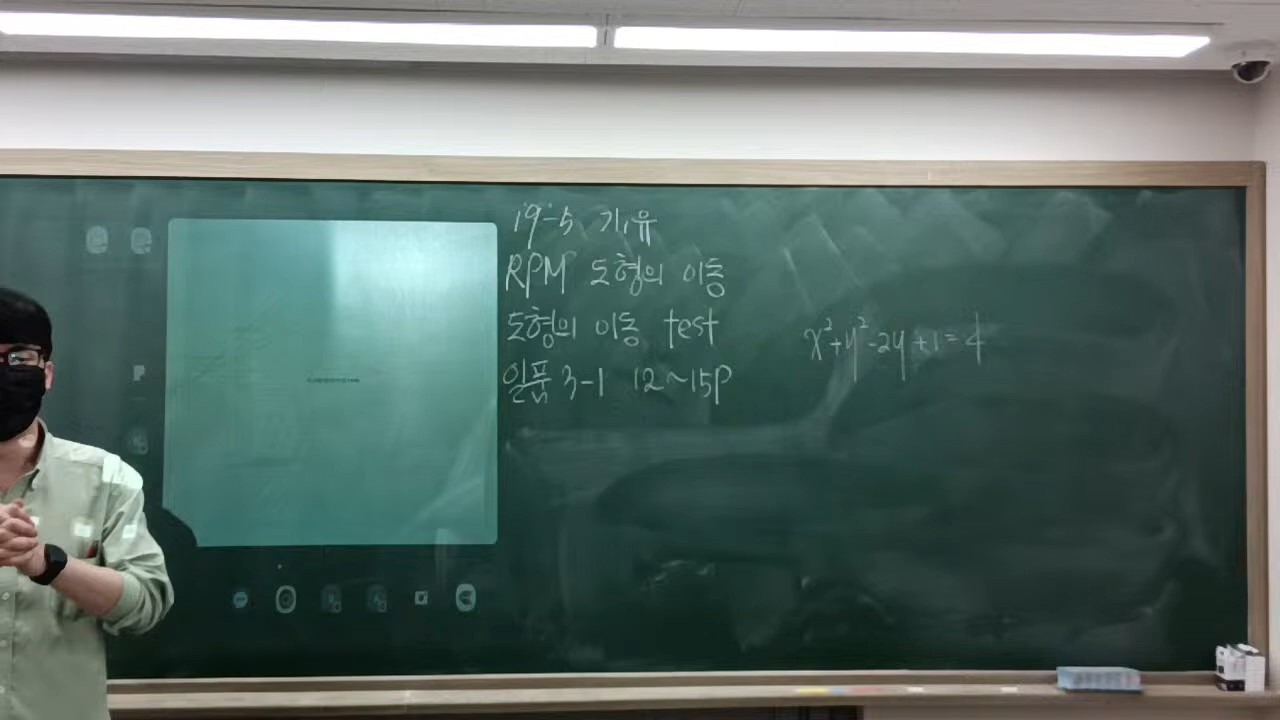 19-5 기,유
RPM 도형의 이동
도형의 이동 test
일품 3-1 12~15P
x²+y²-2y+1=4